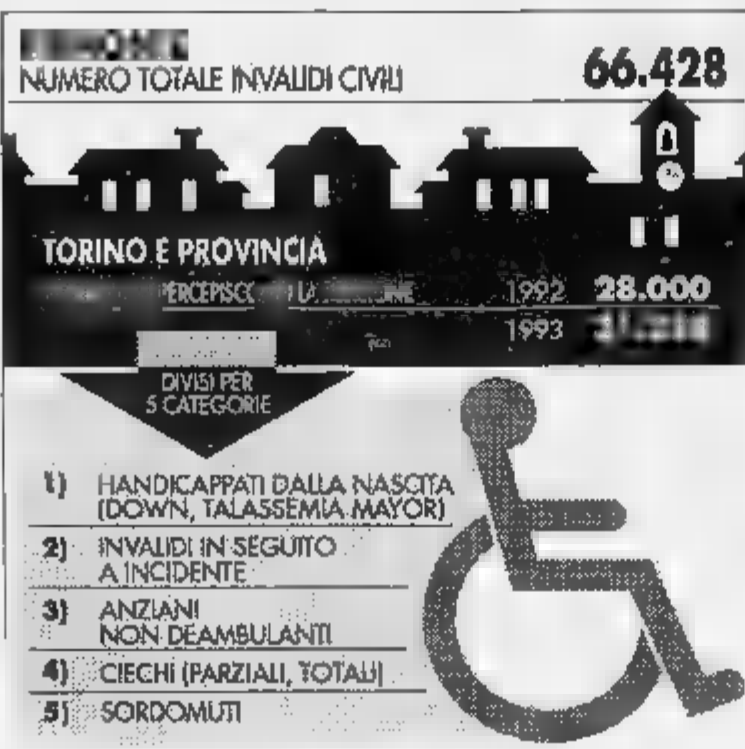 NUMERO TOTALE INVALIDI CIVILI 66.428
TORINO E PROVINCIA
LA 1992 28.000
1993
DIVISI PER
5 CATEGORIE
1) HANDICAPPATI DALLA NASCITA
(DOWN, TALASSEMIA MAYOR)
2) INVALIDI IN SEGUITO
A INCIDENTE
3) ANZIANI
NON DEAMBULANTI
4) CIECHI (PARZIALI, TOTALI)
5) SORDOMUTI